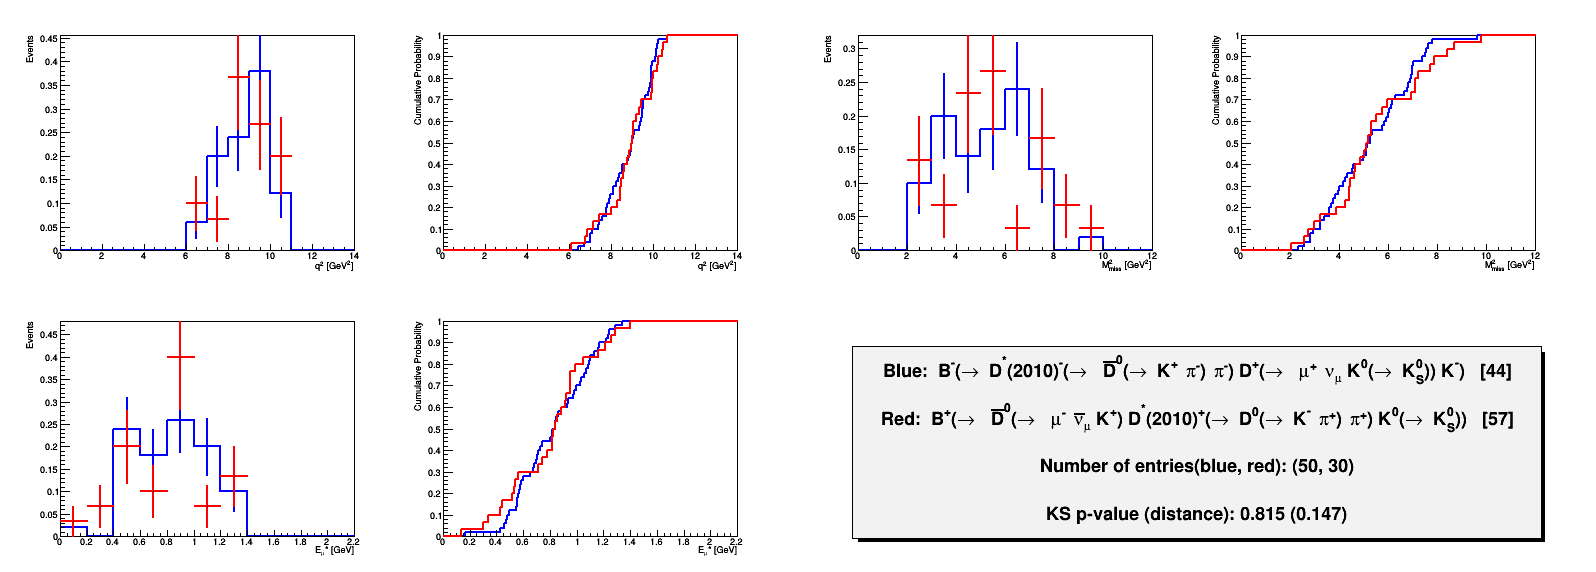 Events
0.45
0.4
0.35
0.3
0.25
0.2
0.15
0.1
0.05
0
0 2 4 6 8 10 12 14
q² [GeV²]
Cumulative Probability
1
0.9
0.8
0.7
0.6
0.5
0.4
0.3
0.2
0.1
0
0 2 4 6 8 10 12 14
q² [GeV²]
Events
0.3
0.25
0.2
0.15
0.1
0.05
0
0 2 4 6 8 10 12
M²miss [GeV²]
Cumulative Probability
1
0.9
0.8
0.7
0.6
0.5
0.4
0.3
0.2
0.1
0
0 2 4 6 8 10 12
M²miss [GeV²]
Events
0.45
0.4
0.35
0.3
0.25
0.2
0.15
0.1
0.05
0
0 0.2 0.4 0.6 0.8 1 1.2 1.4 1.6 1.8 2 2.2
Eμ* [GeV]
Cumulative Probability
1
0.9
0.8
0.7
0.6
0.5
0.4
0.3
0.2
0.1
0
0 0.2 0.4 0.6 0.8 1 1.2 1.4 1.6 1.8 2 2.2
Eμ* [GeV]
Blue: B⁻(→ D*(2010)⁻(→ D̅⁰(→ K⁺ π⁻) π⁻) D⁺(→ μ⁺ νμ K⁰(→ K⁰S)) K⁻) [44]
Red: B⁺(→ D̅⁰(→ μ⁻ ν̅μ K⁺) D*(2010)⁺(→ D⁰(→ K⁻ π⁺) π⁺) K⁰(→ K⁰S)) [57]
Number of entries(blue, red): (50, 30)
KS p-value (distance): 0.815 (0.147)